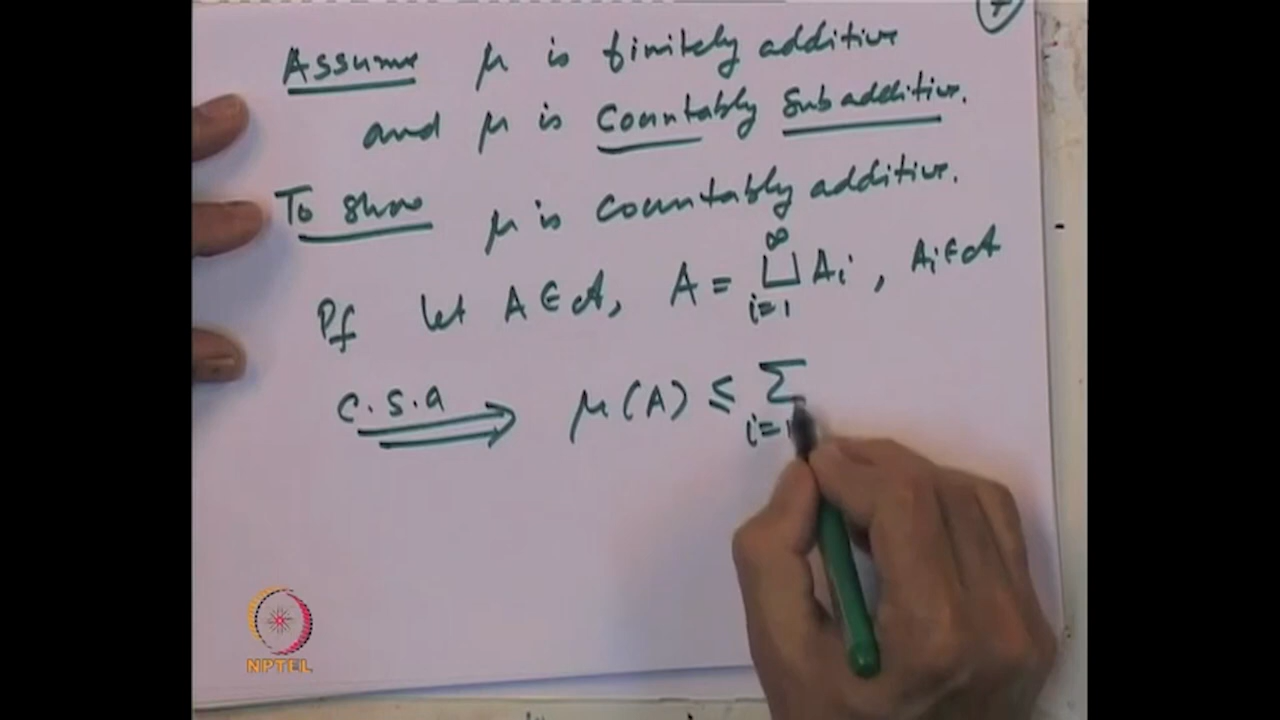 7
Assume μ is finitely additive
and μ is Countably Subadditive.
To show μ is countably additive.
Pf let A ∈ 𝒜, A = ⊔_{i=1}^{∞} A_i , A_i ∈ 𝒜
C.S.a ⟹ μ(A) ≤ ∑_{i=1}
NPTEL